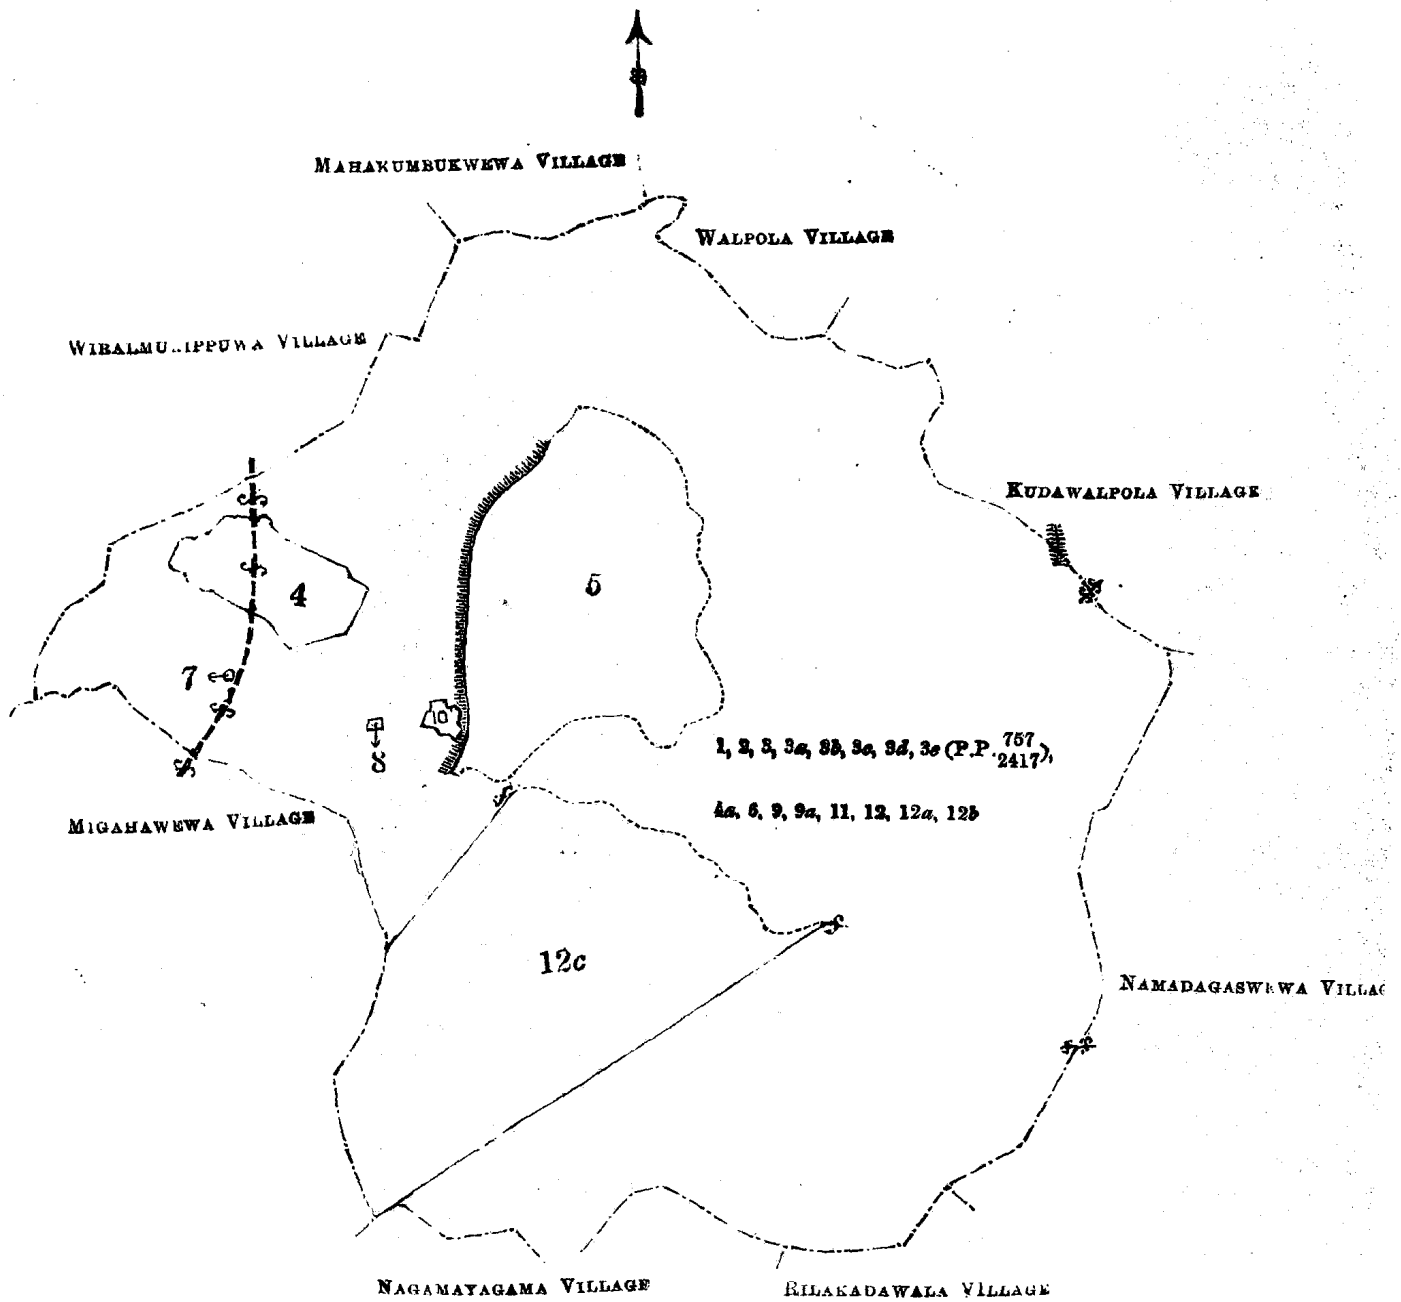 MAHAKUMBUKWEWA VILLAGE
WALPOLA VILLAGE
VILLAGE
KUDAWALPOLA VILLAGE
4
5
7
10
8
1, 2, 3, 3a, 3b, 3c, 3d, 3e (P.P. 757/2417),
4a, 6, 9, 9a, 11, 12, 12a, 12b
MIGAHAWEWA VILLAGE
12c
NAMADAGASWEWA VILLAG
NAGAMAYAGAMA VILLAGE
RILAKADAWALA VILLAGE